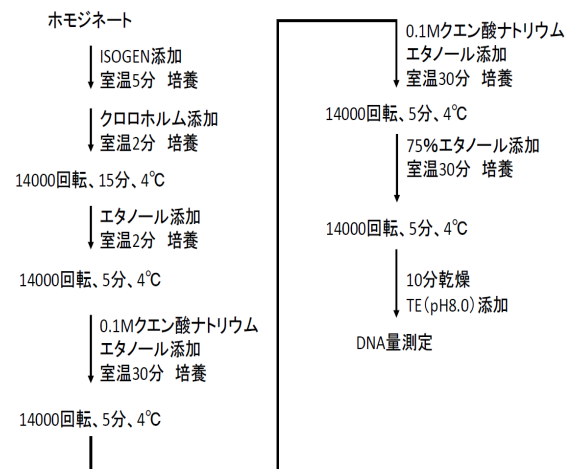 ホモジネート
ISOGEN添加
室温5分 培養
クロロホルム添加
室温2分 培養
14000回転、15分、4℃
エタノール添加
室温2分 培養
14000回転、5分、4℃
0.1Mクエン酸ナトリウム
エタノール添加
室温30分 培養
14000回転、5分、4℃
0.1Mクエン酸ナトリウム
エタノール添加
室温30分 培養
14000回転、5分、4℃
75%エタノール添加
室温30分 培養
14000回転、5分、4℃
10分乾燥
TE(pH8.0)添加
DNA量測定